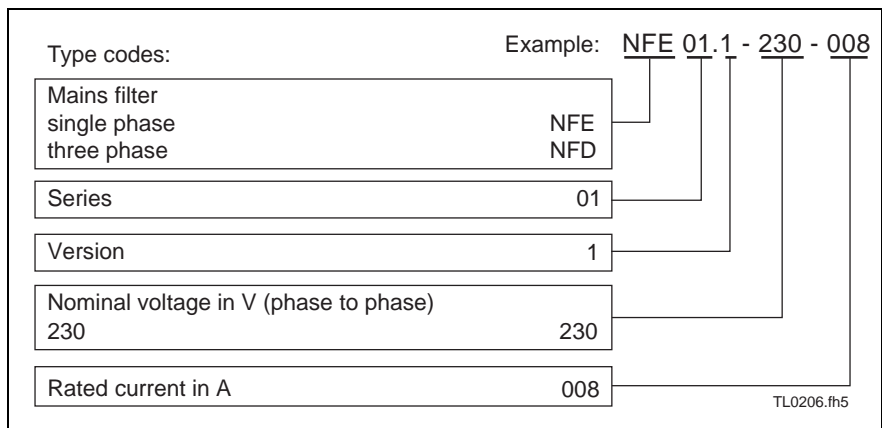 Type codes:
Example: NFE 01.1 - 230 - 008
Mains filter
single phase NFE
three phase NFD
Series 01
Version 1
Nominal voltage in V (phase to phase)
230 230
Rated current in A 008
TL0206.fh5